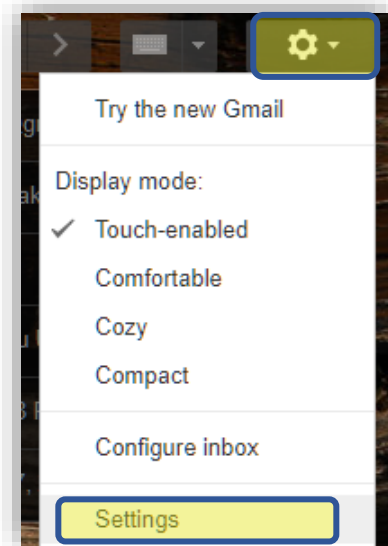 Try the new Gmail
Display mode:
Touch-enabled
Comfortable
Cozy
Compact
Configure inbox
Settings